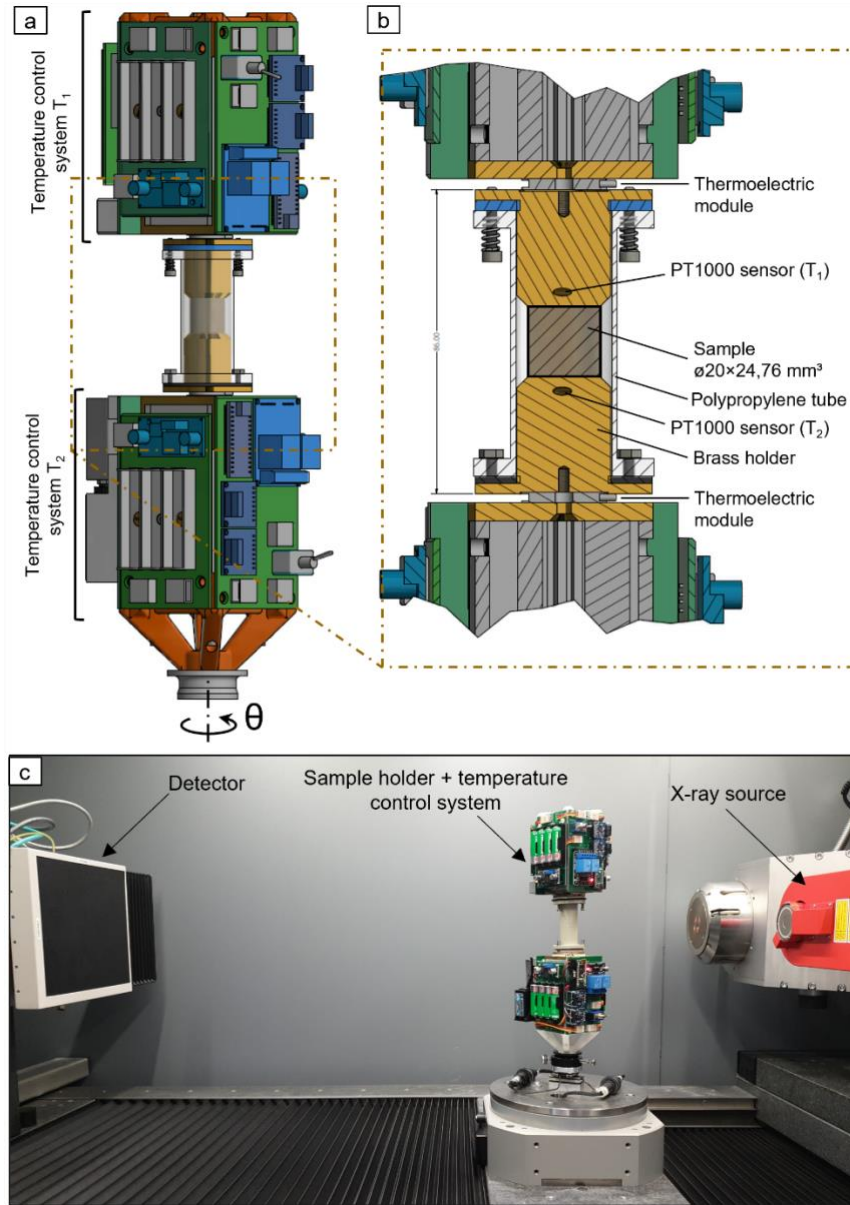 a
Temperature control
system T₁
Temperature control
system T₂
θ
b
Thermoelectric
module
PT1000 sensor (T₁)
Sample
ø20×24,76 mm³
Polypropylene tube
PT1000 sensor (T₂)
Brass holder
Thermoelectric
module
c
Detector
Sample holder + temperature
control system
X-ray source